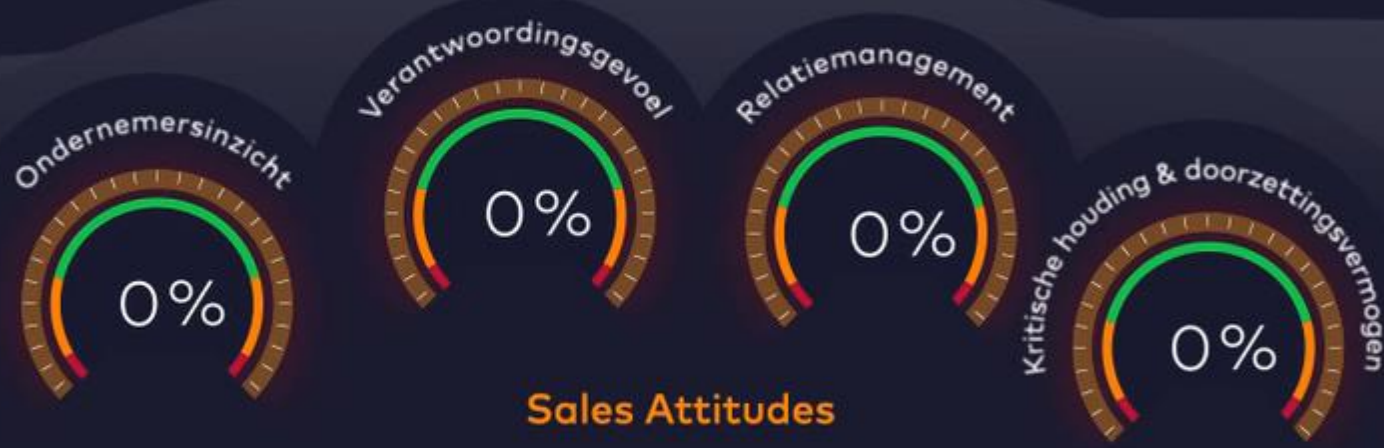 Ondernemersinzicht
0%
Verantwoordingsgevoel
0%
Relatiemanagement
0%
Kritische houding & doorzettingsvermogen
0%
Sales Attitudes